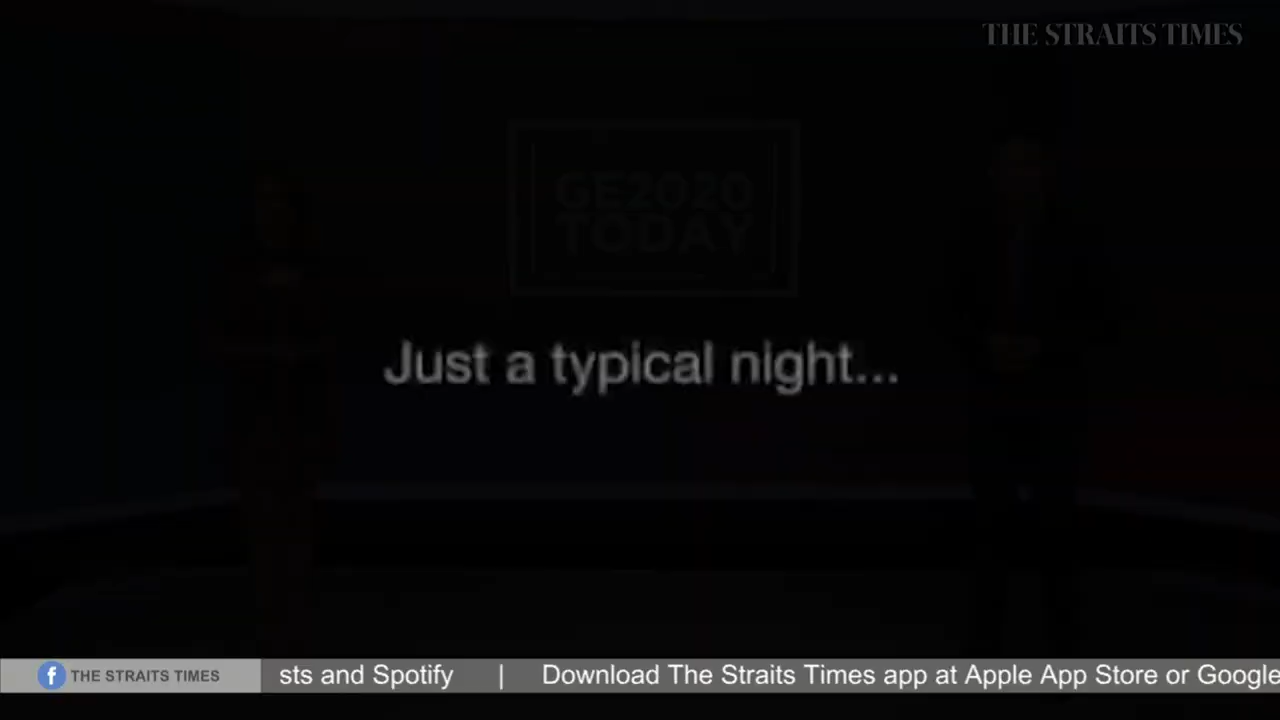 THE STRAITS TIMES
GE2020
TODAY
Just a typical night...
THE STRAITS TIMES
sts and Spotify | Download The Straits Times app at Apple App Store or Google